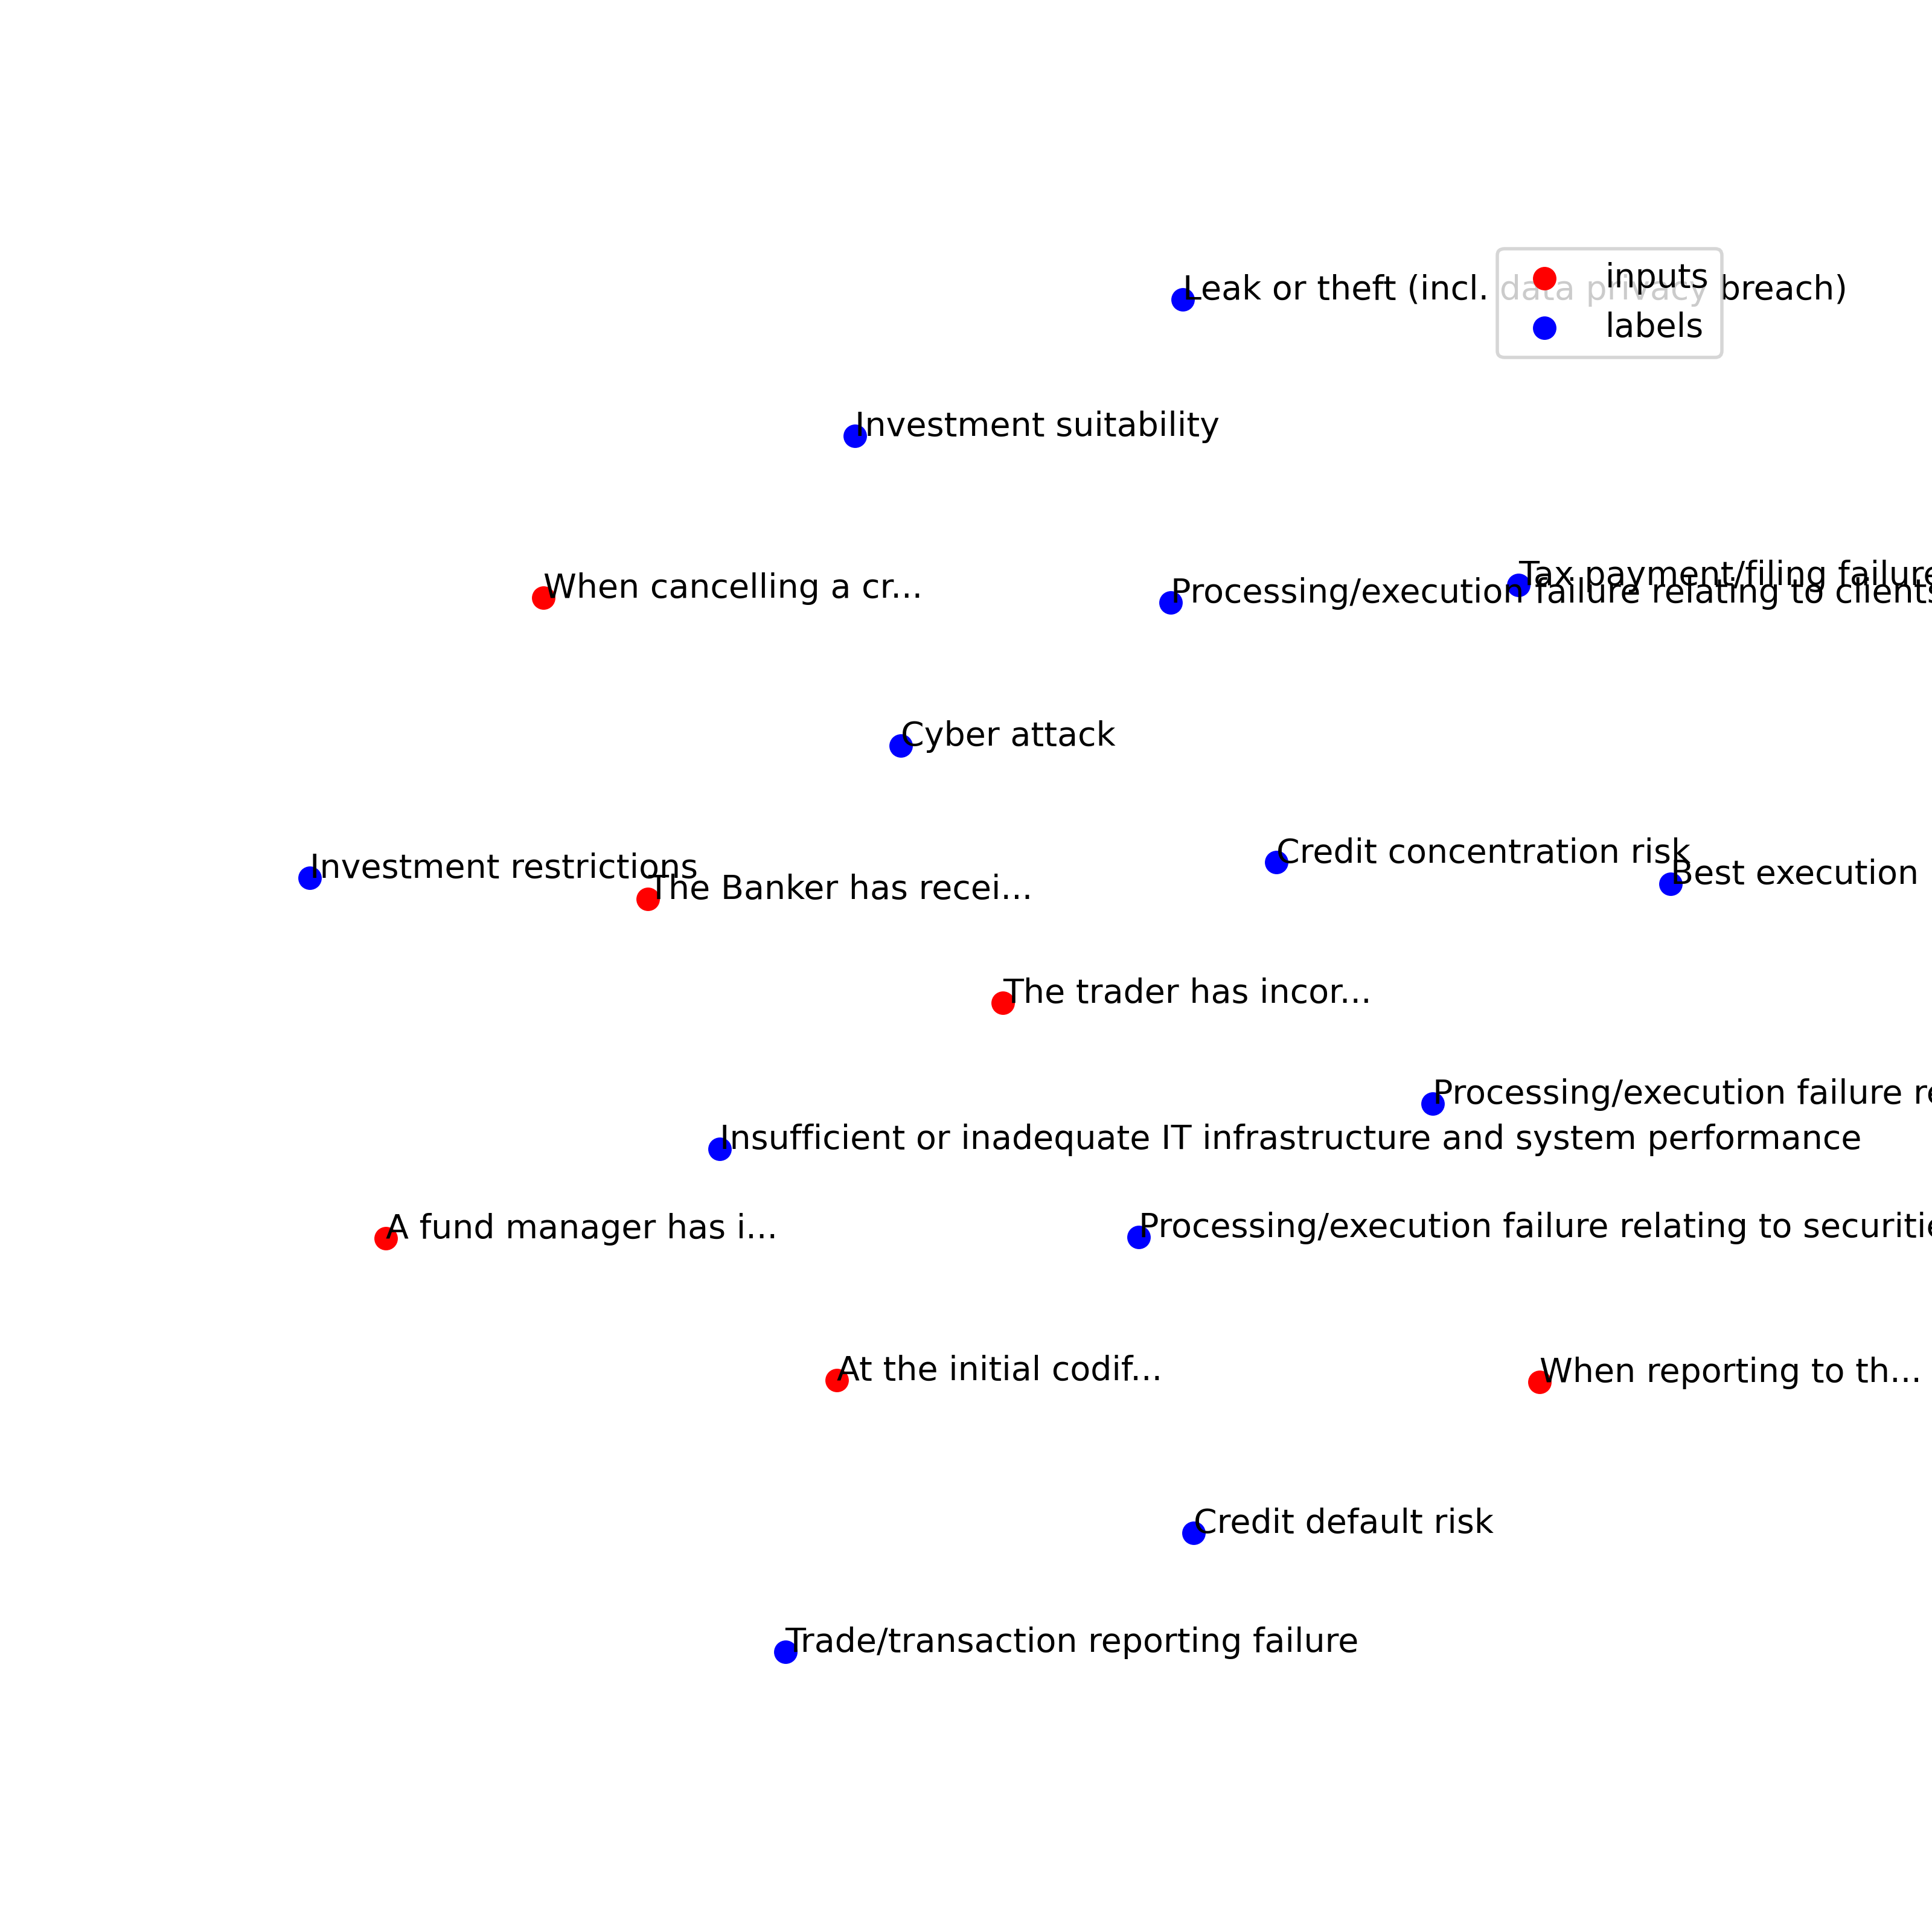 inputs
Leak or theft (incl. data privacy breach)
labels
Investment suitability
Tax payment/filing failure
When cancelling a cr...
Processing/execution failure relating to clients
Cyber attack
Credit concentration risk
Investment restrictions
Best execution
The Banker has recei...
The trader has incor...
Processing/execution failure re
Insufficient or inadequate IT infrastructure and system performance
Processing/execution failure relating to securitie
A fund manager has i...
At the initial codif...
When reporting to th...
Credit default risk
Trade/transaction reporting failure